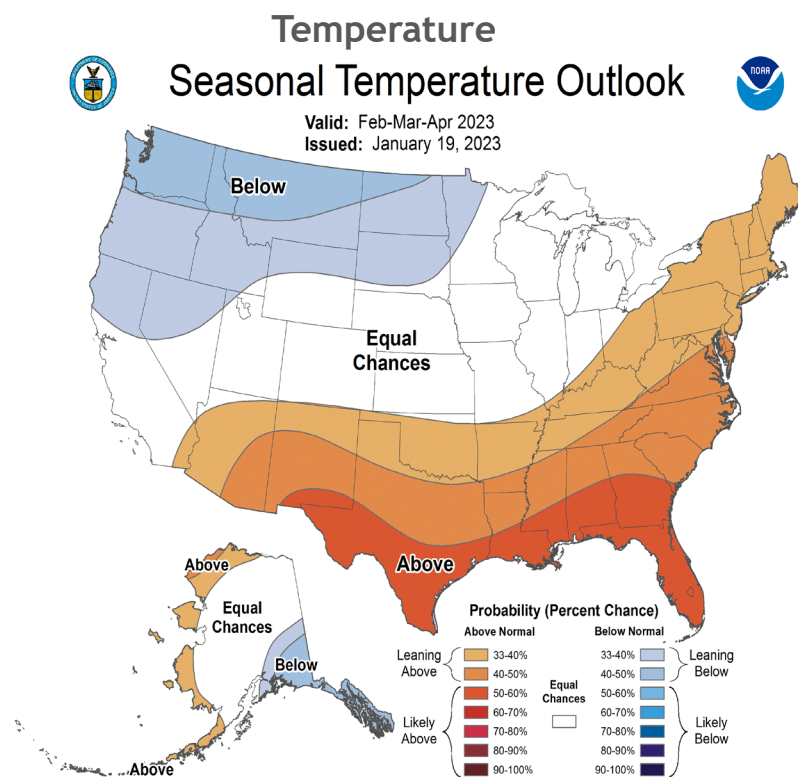 Temperature
Seasonal Temperature Outlook
NOAA
Valid: Feb-Mar-Apr 2023
Issued: January 19, 2023
Below
Equal
Chances
Above
Above
Equal
Chances
Below
Above
Probability (Percent Chance)
Above Normal
Below Normal
Leaning
Above
33-40%
40-50%
Likely
Above
50-60%
60-70%
70-80%
80-90%
90-100%
Equal
Chances
33-40%
40-50%
Leaning
Below
50-60%
60-70%
70-80%
80-90%
90-100%
Likely
Below